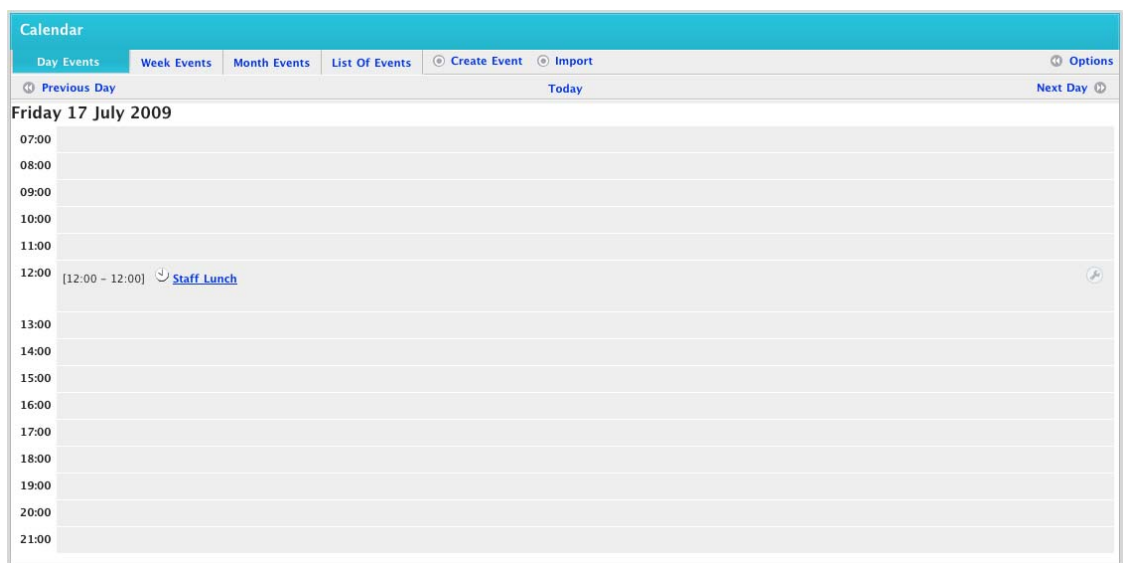 Calendar
Day Events Week Events Month Events List Of Events Create Event Import Options
Previous Day Today Next Day
Friday 17 July 2009
07:00
08:00
09:00
10:00
11:00
12:00 [12:00 – 12:00] Staff Lunch
13:00
14:00
15:00
16:00
17:00
18:00
19:00
20:00
21:00